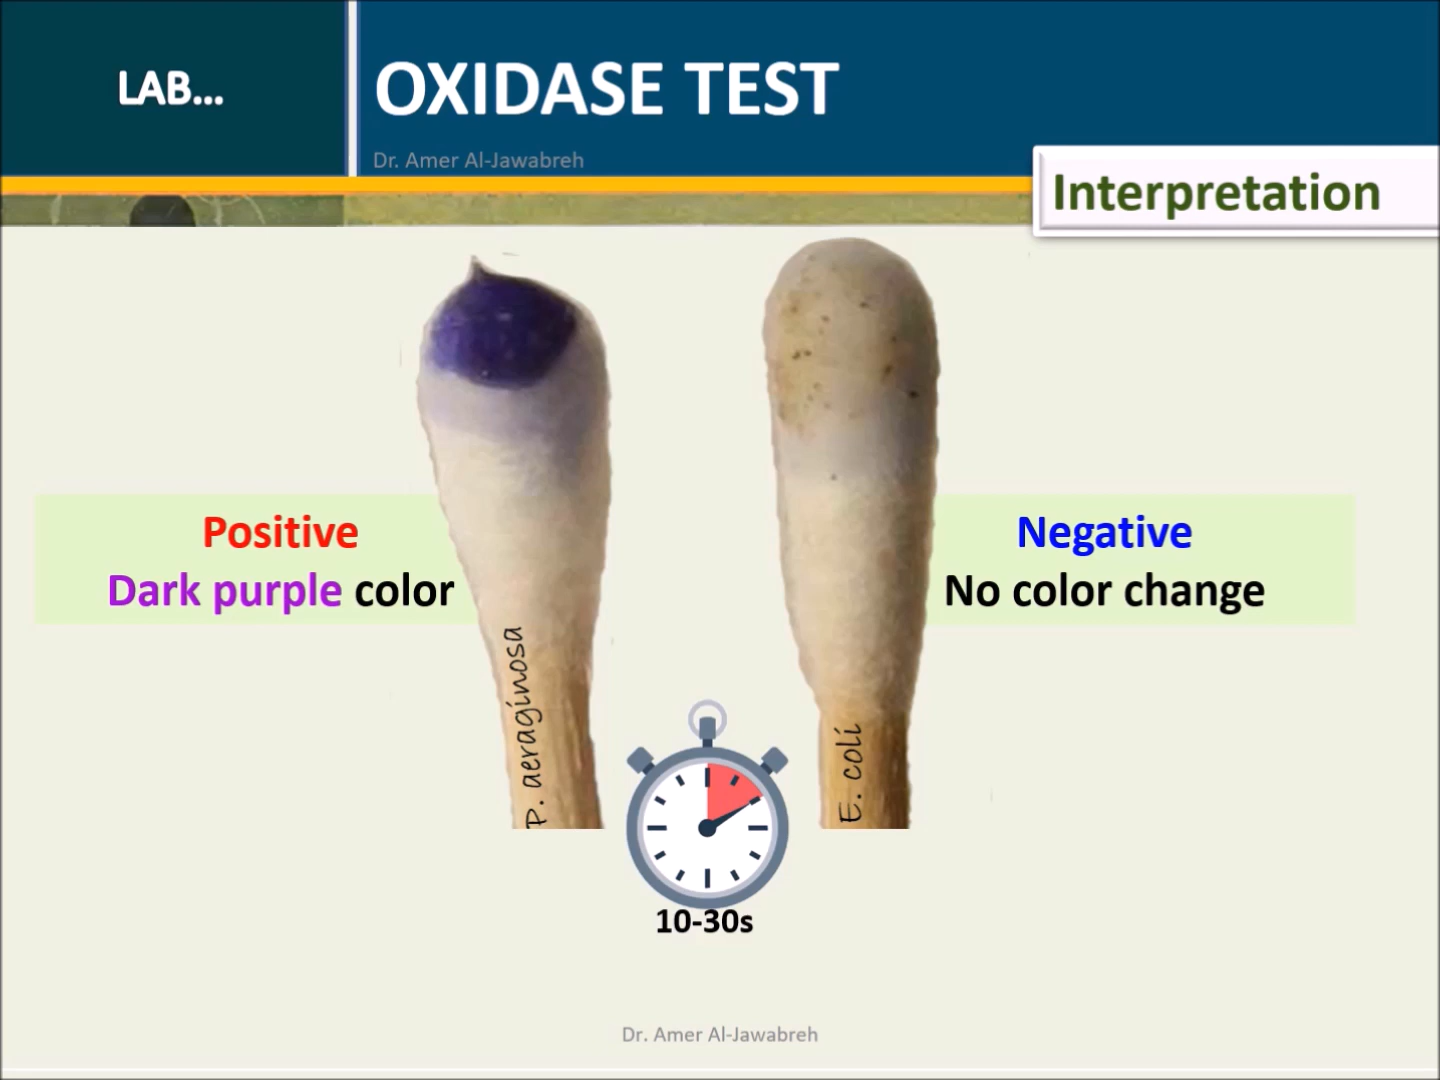 LAB...
OXIDASE TEST
Dr. Amer Al-Jawabreh
Interpretation
Positive
Dark purple color
Negative
No color change
P. aeraginosa
E. coli
10-30s
Dr. Amer Al-Jawabreh